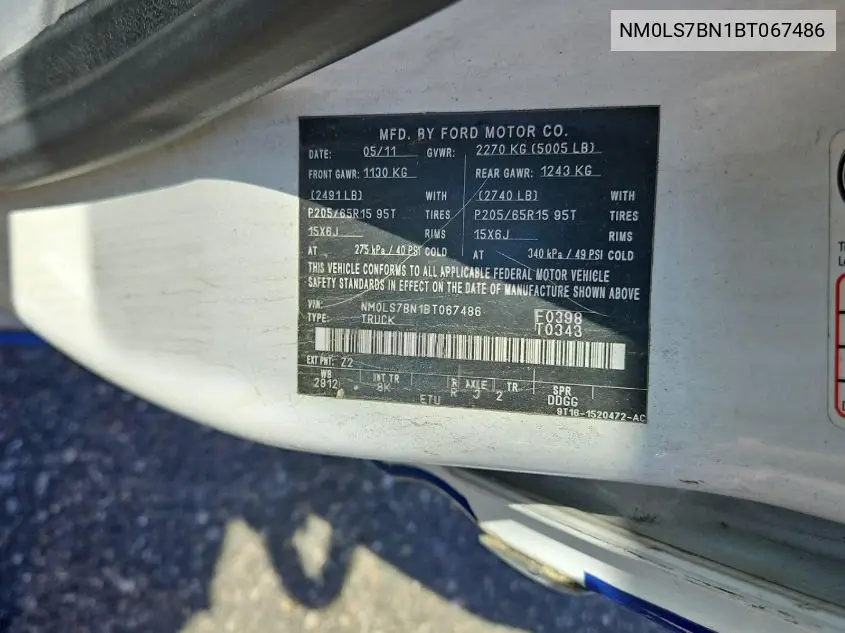 NM0LS7BN1BT067486
MFD. BY FORD MOTOR CO.
DATE: 05/11 GVWR: 2270 KG (5005 LB)
FRONT GAWR: 1130 KG REAR GAWR: 1243 KG
(2491 LB) WITH (2740 LB) WITH
P205/65R15 95T TIRES P205/65R15 95T TIRES
15X6J RIMS 15X6J RIMS
AT 275 kPa / 40 PSI COLD AT 340 kPa / 49 PSI COLD
THIS VEHICLE CONFORMS TO ALL APPLICABLE FEDERAL MOTOR VEHICLE
SAFETY STANDARDS IN EFFECT ON THE DATE OF MANUFACTURE SHOWN ABOVE
VIN: NM0LS7BN1BT067486 F0398
TYPE: TRUCK T0343
EXT PNT: Z2
WB INT TR R AXLE TR SPR
2912 8K R J 2 DDGG
ETU 9T16-1520472-AC